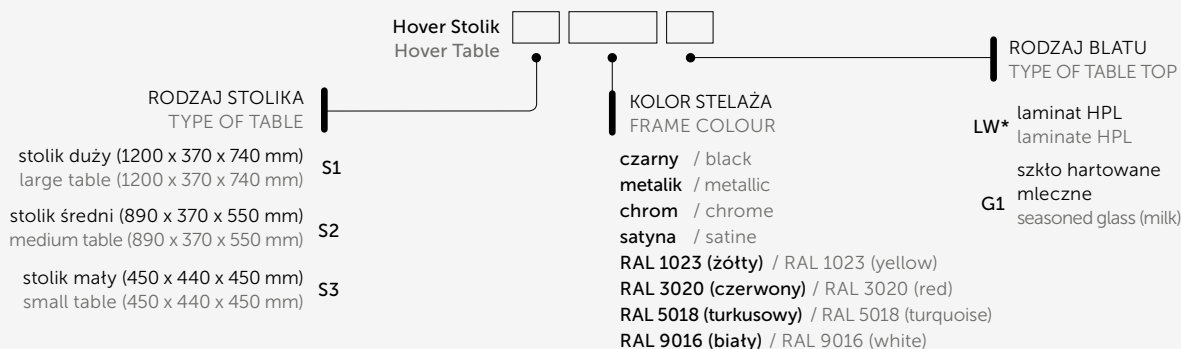 Hover Stolik
Hover Table
RODZAJ STOLIKA
TYPE OF TABLE
stolik duży (1200 x 370 x 740 mm)
large table (1200 x 370 x 740 mm)
S1
stolik średni (890 x 370 x 550 mm)
medium table (890 x 370 x 550 mm)
S2
stolik mały (450 x 440 x 450 mm)
small table (450 x 440 x 450 mm)
S3
KOLOR STELAŻA
FRAME COLOUR
czarny / black
metalik / metallic
chrom / chrome
satyna / satine
RAL 1023 (żółty) / RAL 1023 (yellow)
RAL 3020 (czerwony) / RAL 3020 (red)
RAL 5018 (turkusowy) / RAL 5018 (turquoise)
RAL 9016 (biały) / RAL 9016 (white)
RODZAJ BLATU
TYPE OF TABLE TOP
LW*
laminat HPL
laminate HPL
G1
szkło hartowane
mleczne
seasoned glass (milk)